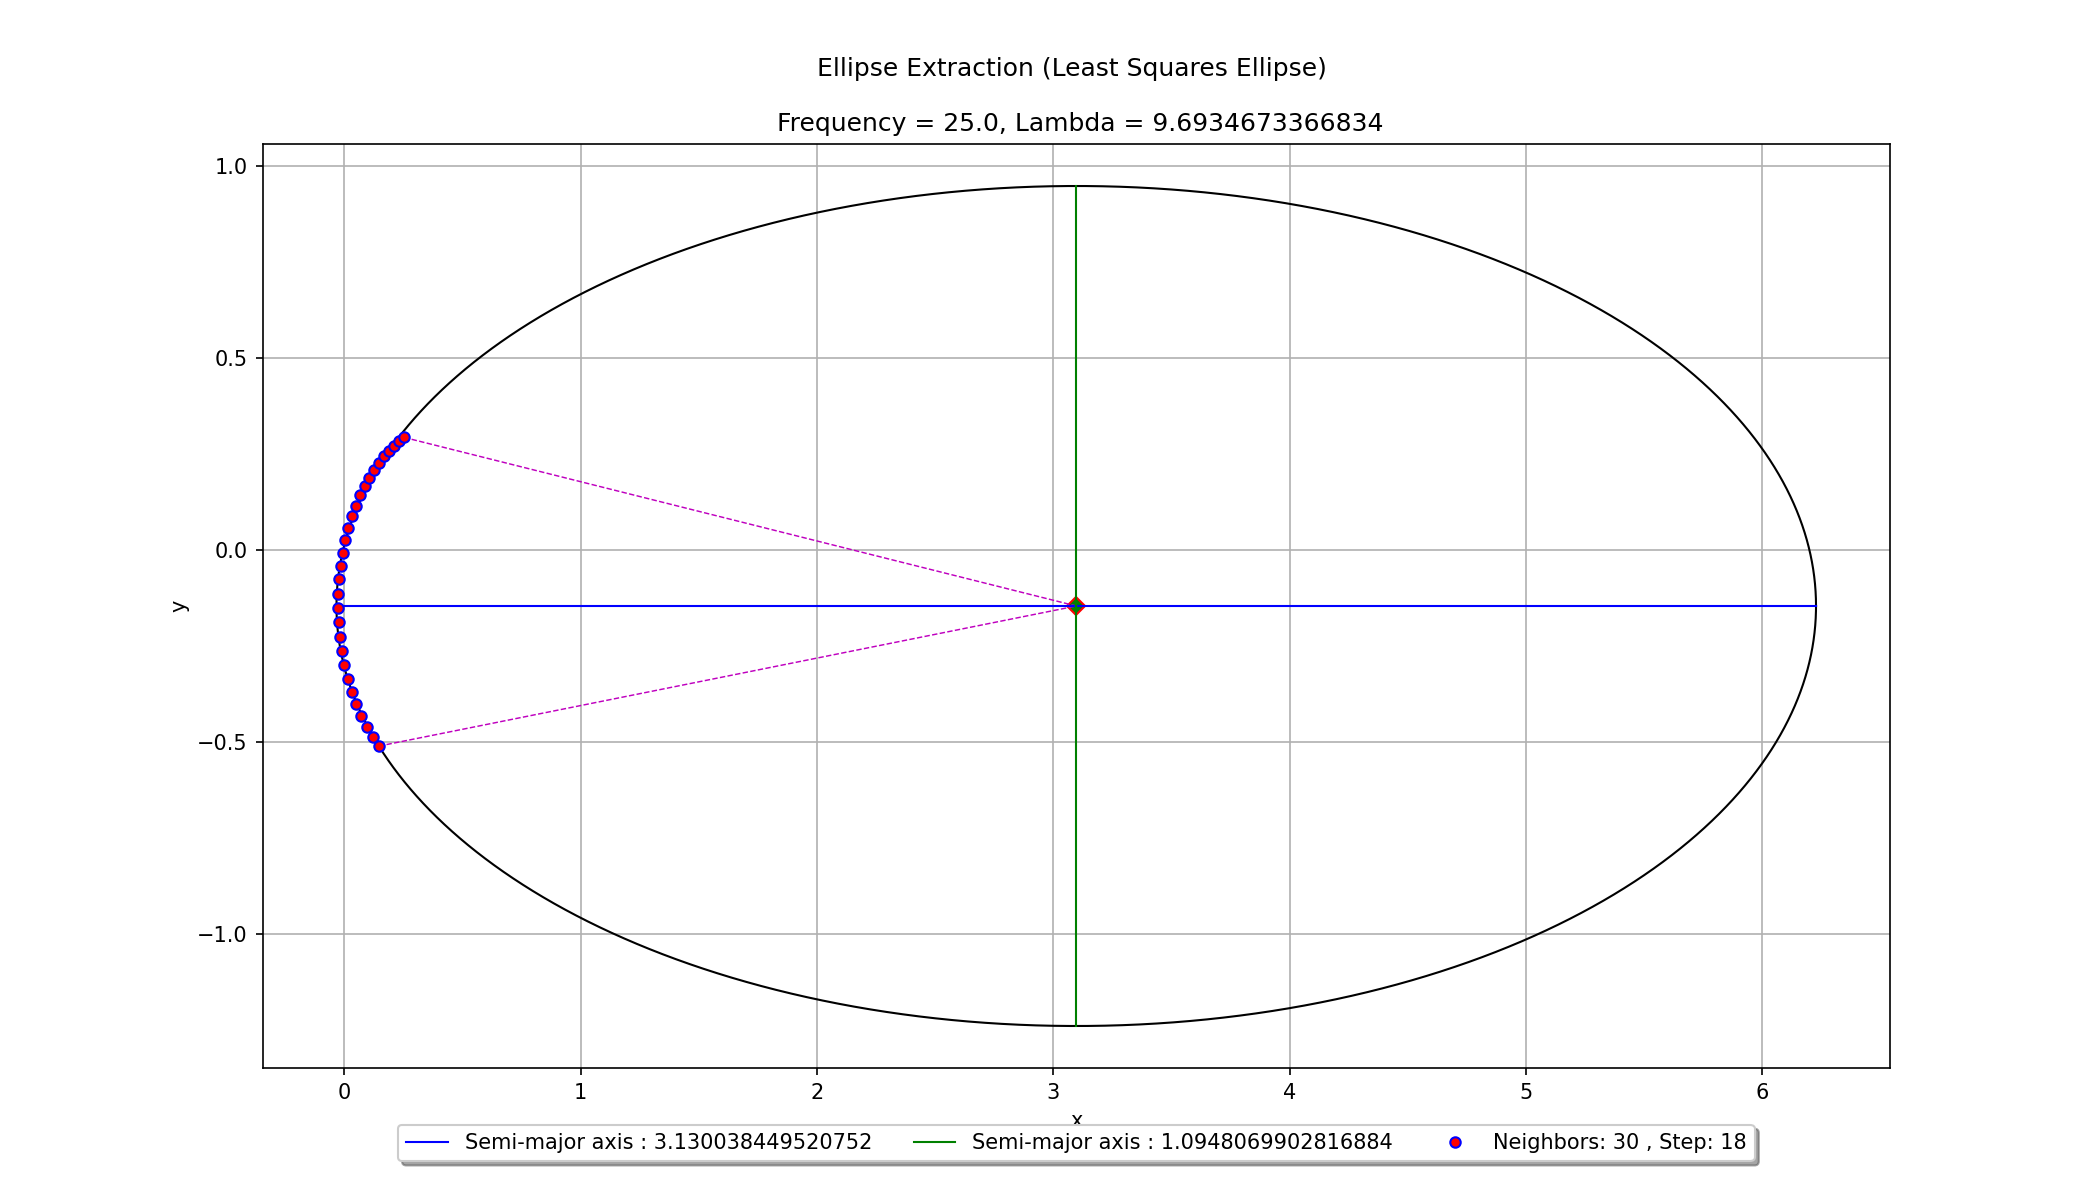 Ellipse Extraction (Least Squares Ellipse)
Frequency = 25.0, Lambda = 9.6934673366834
1.0
0.5
0.0
−0.5
−1.0
y
0 1 2 3 4 5 6
x
Semi-major axis : 3.130038449520752 Semi-major axis : 1.0948069902816884 Neighbors: 30 , Step: 18